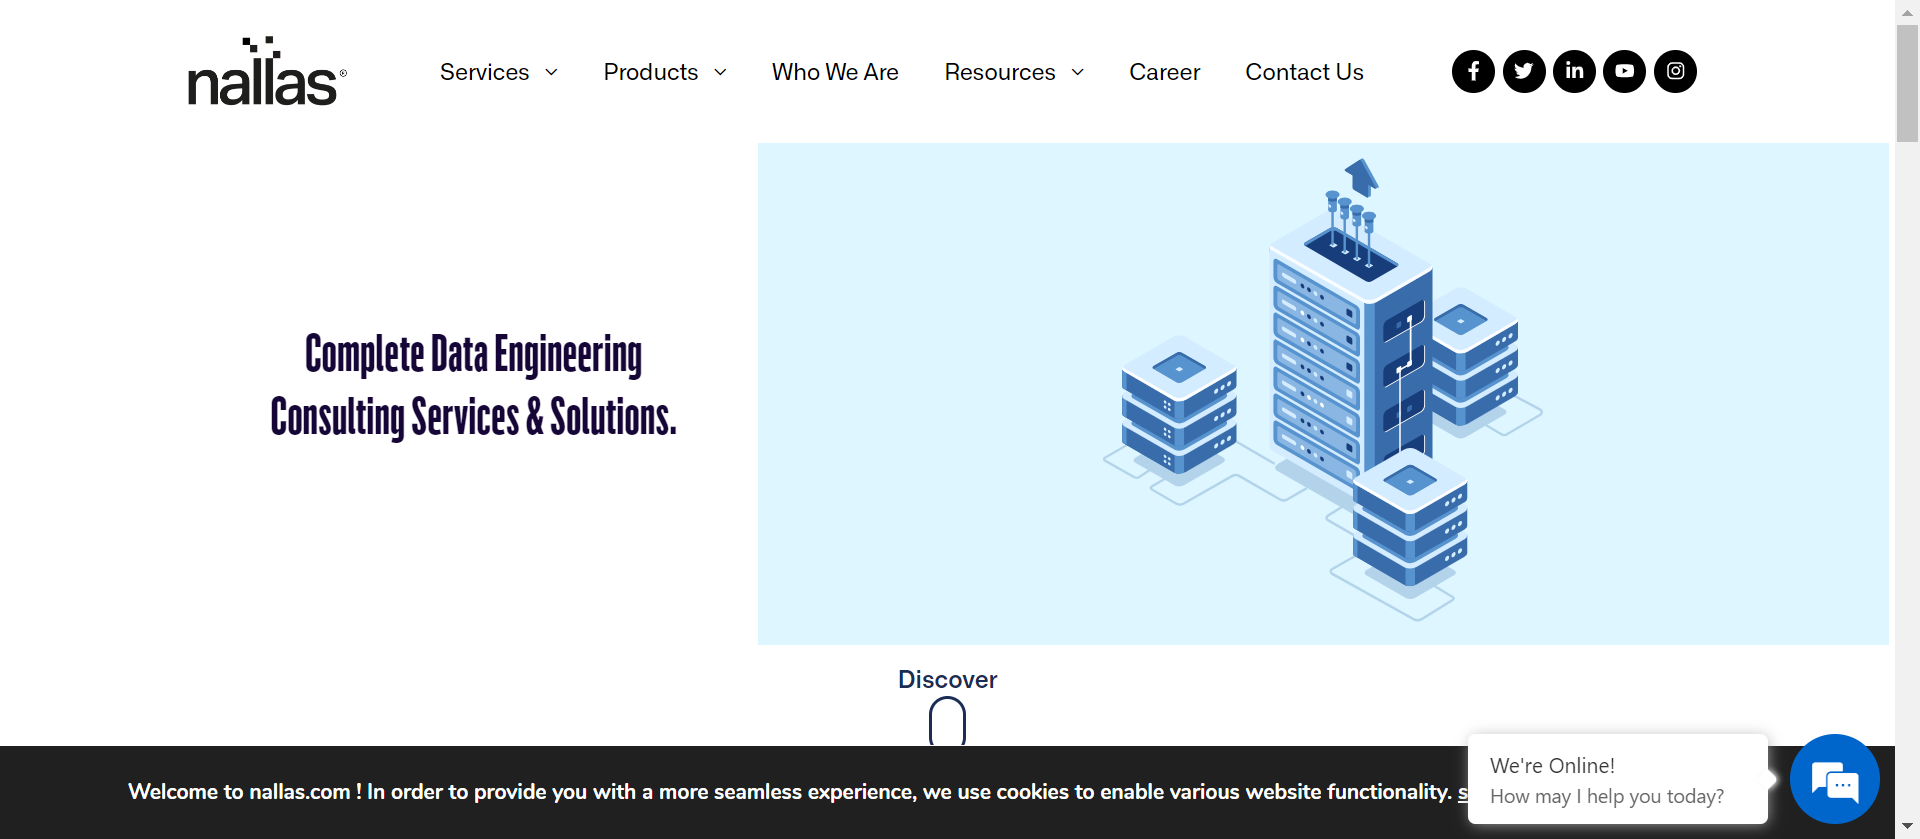 nallas®
Services
Products
Who We Are
Resources
Career
Contact Us
Complete Data Engineering
Consulting Services & Solutions.
Discover
Welcome to nallas.com ! In order to provide you with a more seamless experience, we use cookies to enable various website functionality.
We're Online!
How may I help you today?